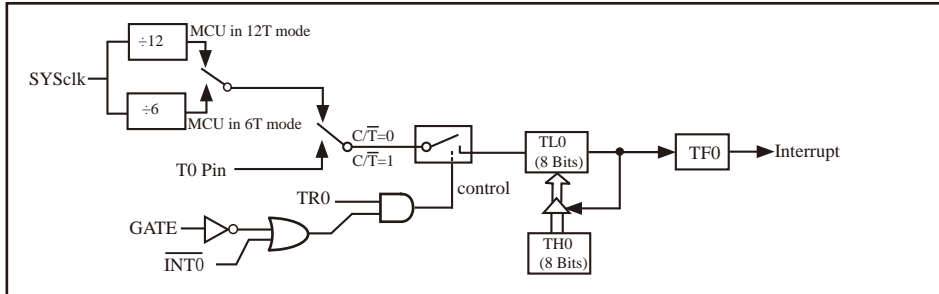 MCU in 12T mode
÷12
SYSclk
÷6
MCU in 6T mode
C/T̅=0
C/T̅=1
T0 Pin
control
TL0
(8 Bits)
TF0
Interrupt
TR0
GATE
I̅N̅T̅0̅
TH0
(8 Bits)